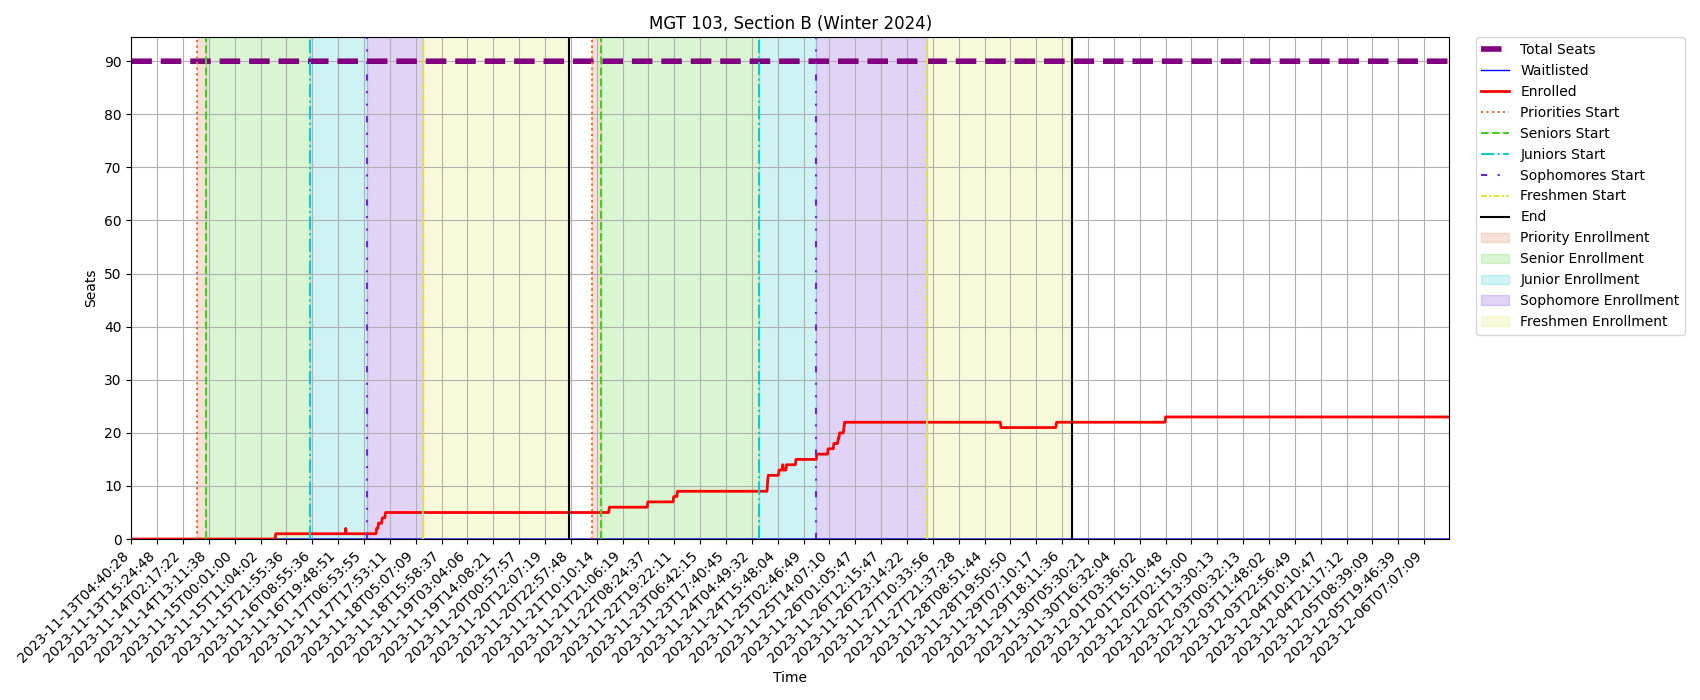 MGT 103, Section B (Winter 2024)
Total Seats
Waitlisted
Enrolled
Priorities Start
Seniors Start
Juniors Start
Sophomores Start
Freshmen Start
End
Priority Enrollment
Senior Enrollment
Junior Enrollment
Sophomore Enrollment
Freshmen Enrollment
Seats
90
80
70
60
50
40
30
20
10
0
2023-11-13T04:40:28
2023-11-13T15:24:48
2023-11-14T02:17:22
2023-11-14T13:11:38
2023-11-15T00:01:00
2023-11-15T11:04:02
2023-11-15T21:55:36
2023-11-16T08:55:36
2023-11-16T19:48:51
2023-11-17T06:53:55
2023-11-17T17:53:11
2023-11-18T05:07:09
2023-11-18T15:58:37
2023-11-19T03:04:06
2023-11-19T14:08:21
2023-11-20T00:57:57
2023-11-20T12:07:19
2023-11-20T22:57:48
2023-11-21T10:10:14
2023-11-21T21:06:19
2023-11-22T08:24:37
2023-11-22T19:22:11
2023-11-23T06:42:15
2023-11-23T17:40:45
2023-11-24T04:49:32
2023-11-24T15:48:04
2023-11-25T02:46:49
2023-11-25T14:07:10
2023-11-26T01:05:47
2023-11-26T12:15:47
2023-11-26T23:14:22
2023-11-27T10:33:56
2023-11-27T21:37:28
2023-11-28T08:51:44
2023-11-28T19:50:50
2023-11-29T07:10:17
2023-11-29T18:11:36
2023-11-30T05:30:21
2023-11-30T16:32:04
2023-12-01T03:36:02
2023-12-01T15:10:48
2023-12-02T02:15:00
2023-12-02T13:30:13
2023-12-03T00:32:13
2023-12-03T11:48:02
2023-12-03T22:56:49
2023-12-04T10:10:47
2023-12-04T21:17:12
2023-12-05T08:39:09
2023-12-05T19:46:39
2023-12-06T07:07:09
Time